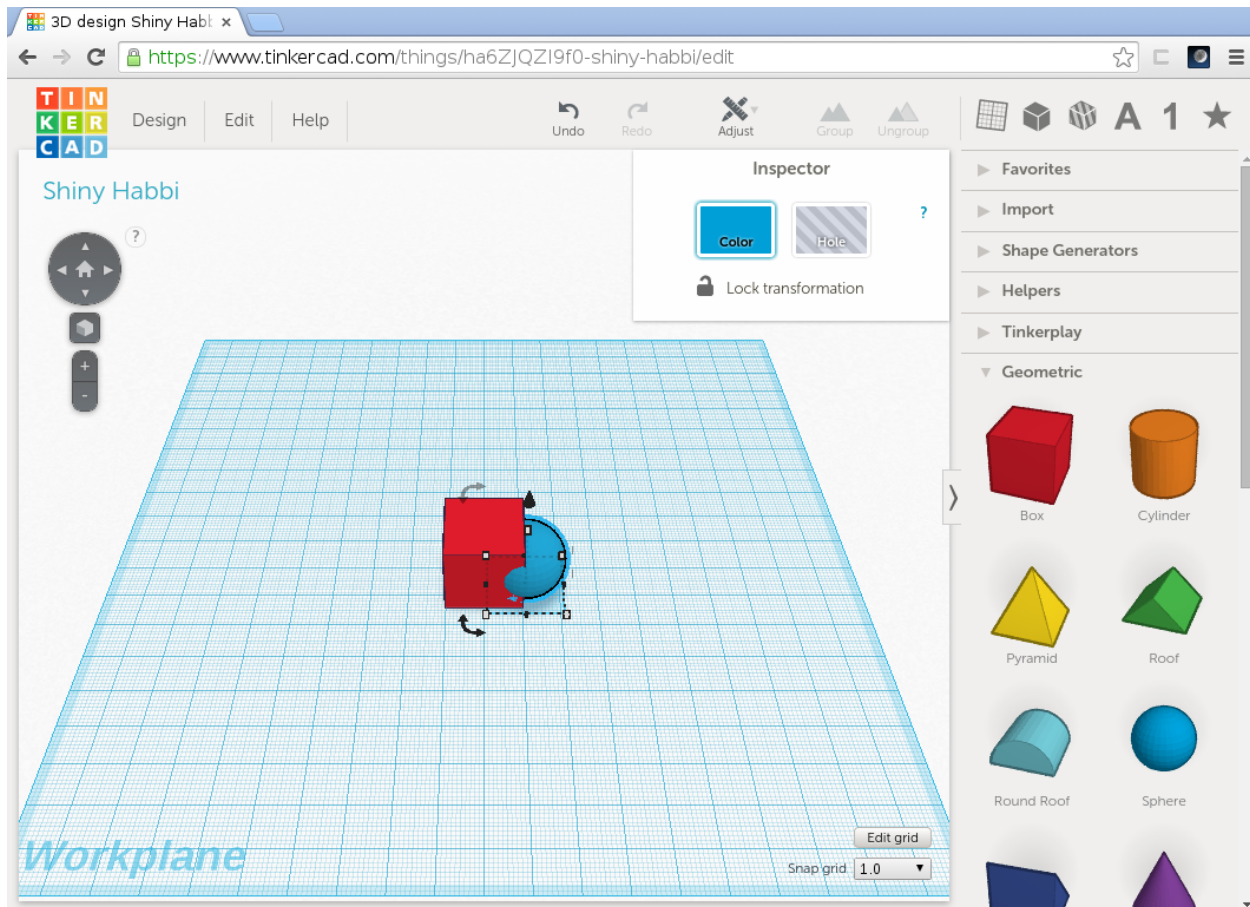 3D design Shiny Habb
https://www.tinkercad.com/things/ha6ZJQZI9f0-shiny-habbi/edit
TIN
KER
CAD
Design
Edit
Help
Undo
Redo
Adjust
Group
Ungroup
A
1
Shiny Habbi
?
+
-
Inspector
Color
Hole
?
Lock transformation
Favorites
Import
Shape Generators
Helpers
Tinkerplay
Geometric
Box
Cylinder
Pyramid
Roof
Round Roof
Sphere
Workplane
Edit grid
Snap grid 1.0